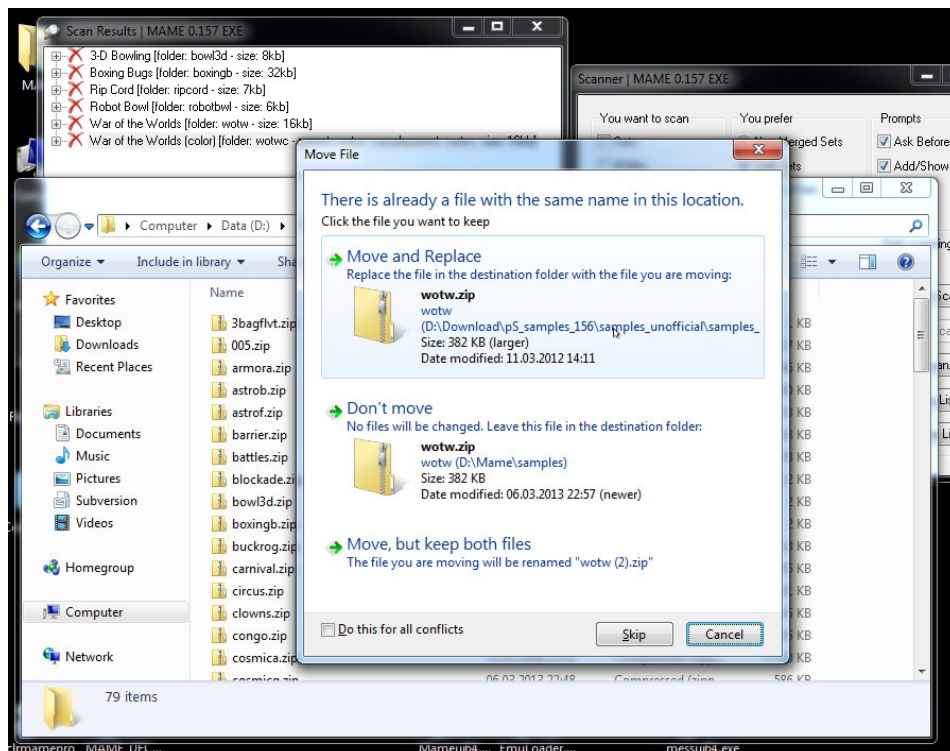 Scan Results | MAME 0.157 EXE
3-D Bowling [folder: bowl3d - size: 8kb]
Boxing Bugs [folder: boxingb - size: 32kb]
Rip Cord [folder: ripcord - size: 7kb]
Robot Bowl [folder: robotbwl - size: 6kb]
War of the Worlds [folder: wotw - size: 16kb]
War of the Worlds (color) [folder: wotwc -
Scanner | MAME 0.157 EXE
You want to scan
You prefer
Prompts
erged Sets
Ask Before
ets
Add/Show
Move File
There is already a file with the same name in this location.
Click the file you want to keep
Move and Replace
Replace the file in the destination folder with the file you are moving:
wotw.zip
wotw
(D:\Download\pS_samples_156\samples_unofficial\samples_
Size: 382 KB (larger)
Date modified: 11.03.2012 14:11
Don't move
No files will be changed. Leave this file in the destination folder:
wotw.zip
wotw (D:\Mame\samples)
Size: 382 KB
Date modified: 06.03.2013 22:57 (newer)
Move, but keep both files
The file you are moving will be renamed "wotw (2).zip"
Do this for all conflicts
Skip
Cancel
Computer
Data (D:)
Organize
Include in library
Sha
Favorites
Desktop
Downloads
Recent Places
Libraries
Documents
Music
Pictures
Subversion
Videos
Homegroup
Computer
Network
Name
3bagflvt.zip
005.zip
armora.zip
astrob.zip
astrof.zip
barrier.zip
battles.zip
blockade.zi
bowl3d.zip
boxingb.zip
buckrog.zip
carnival.zip
circus.zip
clowns.zip
congo.zip
cosmica.zip
cosmicg.zip
06.03.2013 22:48
Compressed (zipp
586 KB
79 items
clrmamepro
MAME_DEC...
Mameui64....
EmuLoader....
messui64.exe